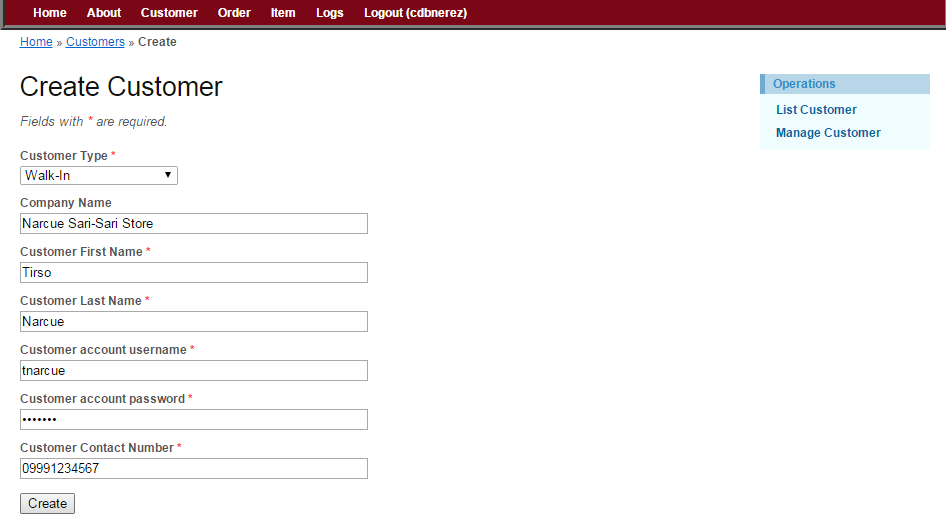 Home About Customer Order Item Logs Logout (cdbnerez)
Home » Customers » Create
Create Customer
Fields with * are required.
Customer Type *
Walk-In
Company Name
Narcue Sari-Sari Store
Customer First Name *
Tirso
Customer Last Name *
Narcue
Customer account username *
tnarcue
Customer account password *
•••••••
Customer Contact Number *
09991234567
Create
Operations
List Customer
Manage Customer